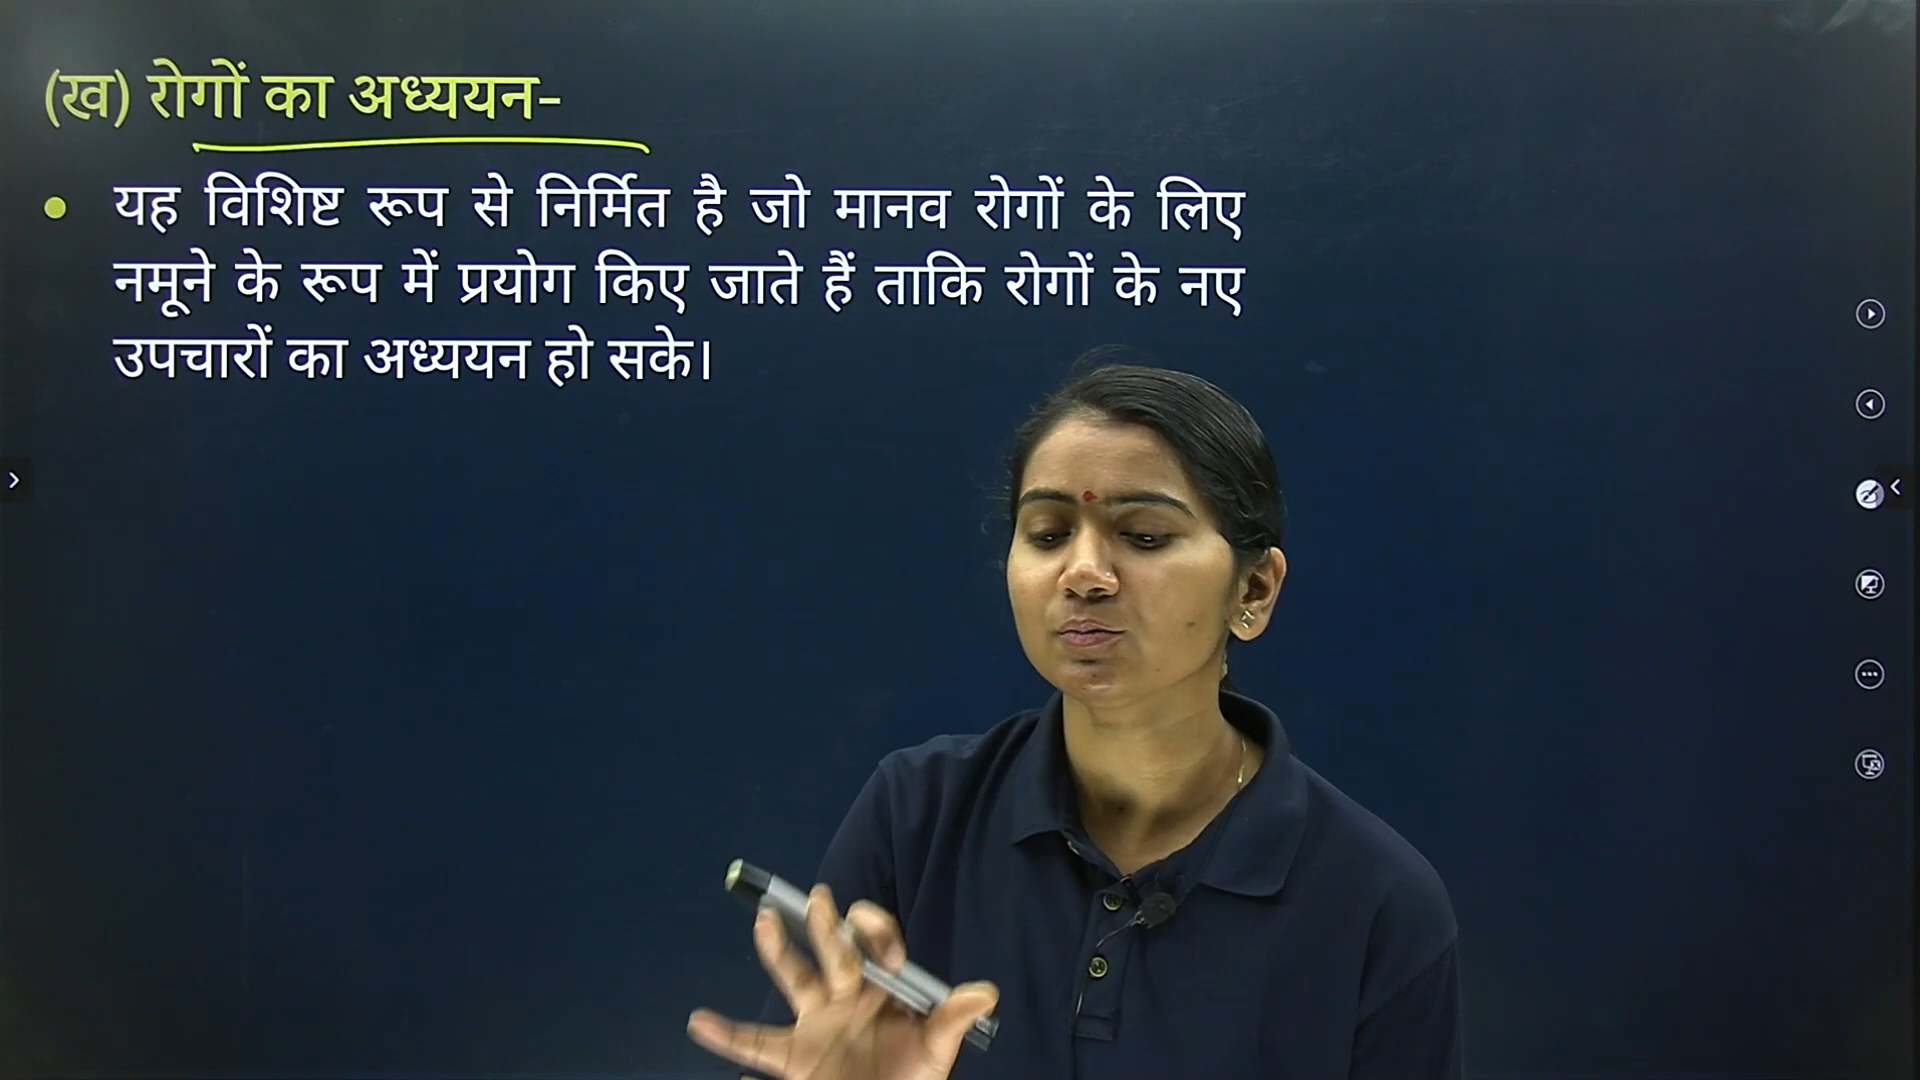 (ख) रोगों का अध्ययन-
• यह विशिष्ट रूप से निर्मित है जो मानव रोगों के लिए
नमूने के रूप में प्रयोग किए जाते हैं ताकि रोगों के नए
उपचारों का अध्ययन हो सके।